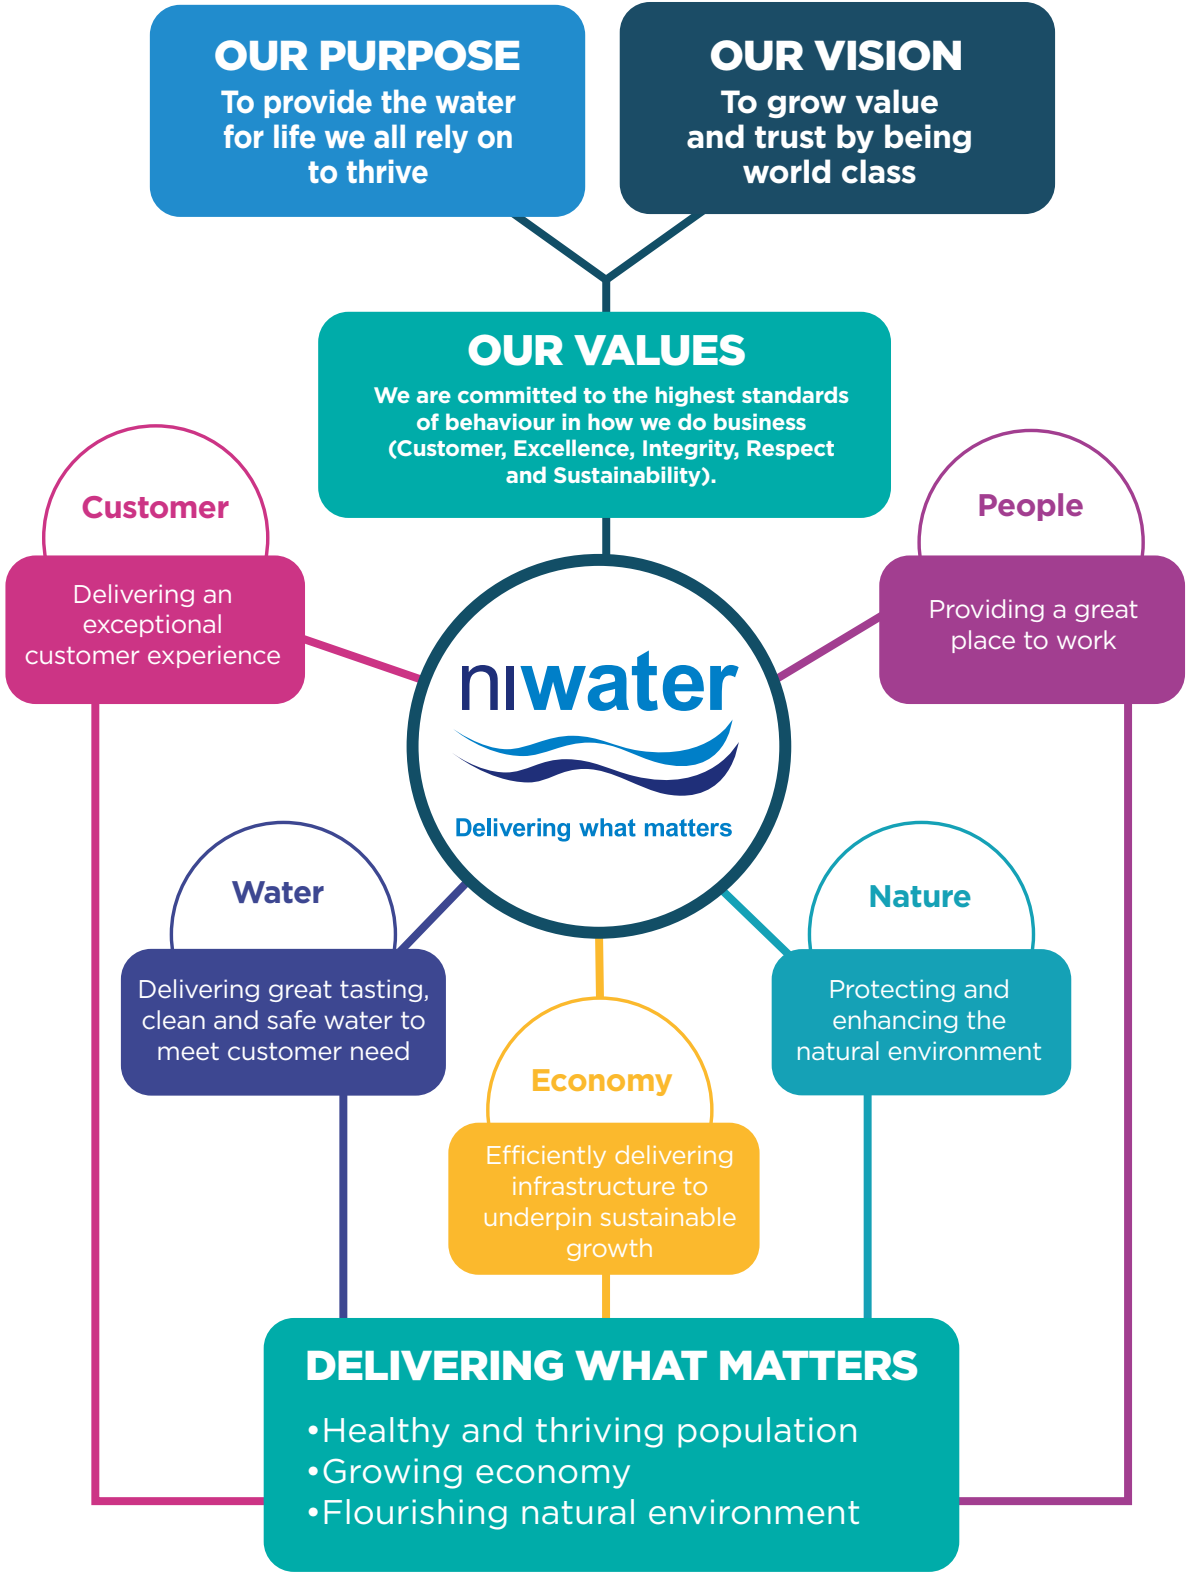 OUR PURPOSE
To provide the water
for life we all rely on
to thrive
OUR VISION
To grow value
and trust by being
world class
OUR VALUES
We are committed to the highest standards
of behaviour in how we do business
(Customer, Excellence, Integrity, Respect
and Sustainability).
Customer
Delivering an
exceptional
customer experience
People
Providing a great
place to work
niwater
Delivering what matters
Water
Delivering great tasting,
clean and safe water to
meet customer need
Nature
Protecting and
enhancing the
natural environment
Economy
Efficiently delivering
infrastructure to
underpin sustainable
growth
DELIVERING WHAT MATTERS
•Healthy and thriving population
•Growing economy
•Flourishing natural environment